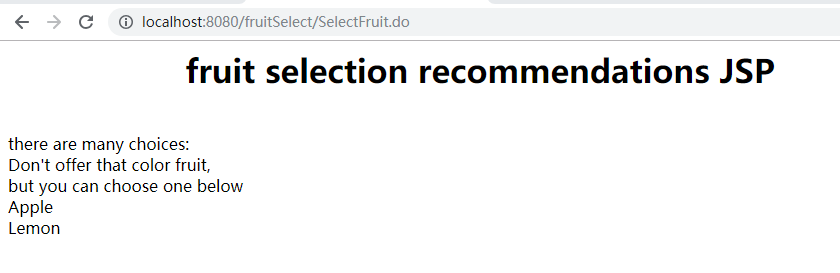 localhost:8080/fruitSelect/SelectFruit.do
fruit selection recommendations JSP
there are many choices:
Don't offer that color fruit,
but you can choose one below
Apple
Lemon